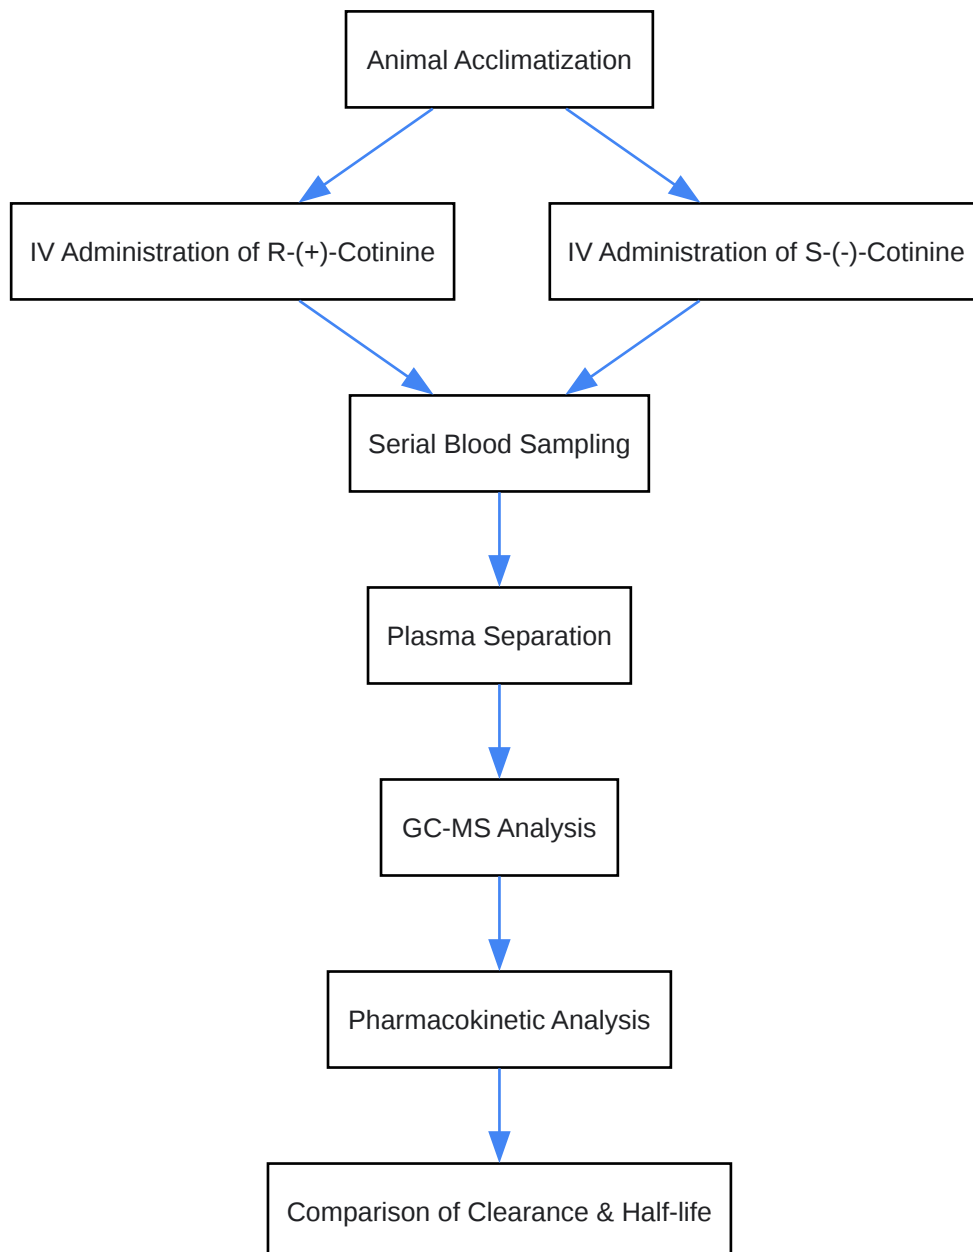 Animal Acclimatization
IV Administration of R-(+)-Cotinine
IV Administration of S-(-)-Cotinine
Serial Blood Sampling
Plasma Separation
GC-MS Analysis
Pharmacokinetic Analysis
Comparison of Clearance & Half-life